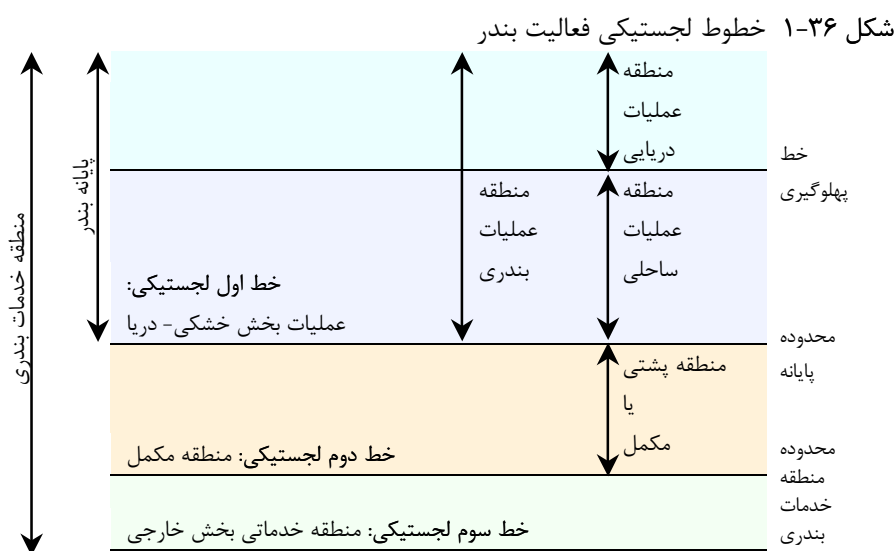 شکل ۳۶-۱ خطوط لجستیکی فعالیت بندر
منطقه
عملیات
دریایی
خط
پهلوگیری
منطقه
عملیات
ساحلی
منطقه
عملیات
بندری
خط اول لجستیکی:
عملیات بخش خشکی- دریا
محدوده
پایانه
منطقه پشتی
یا
مکمل
خط دوم لجستیکی: منطقه مکمل
محدوده
منطقه
خدمات
بندری
خط سوم لجستیکی: منطقه خدماتی بخش خارجی
پایانه بندر
منطقه خدمات بندری